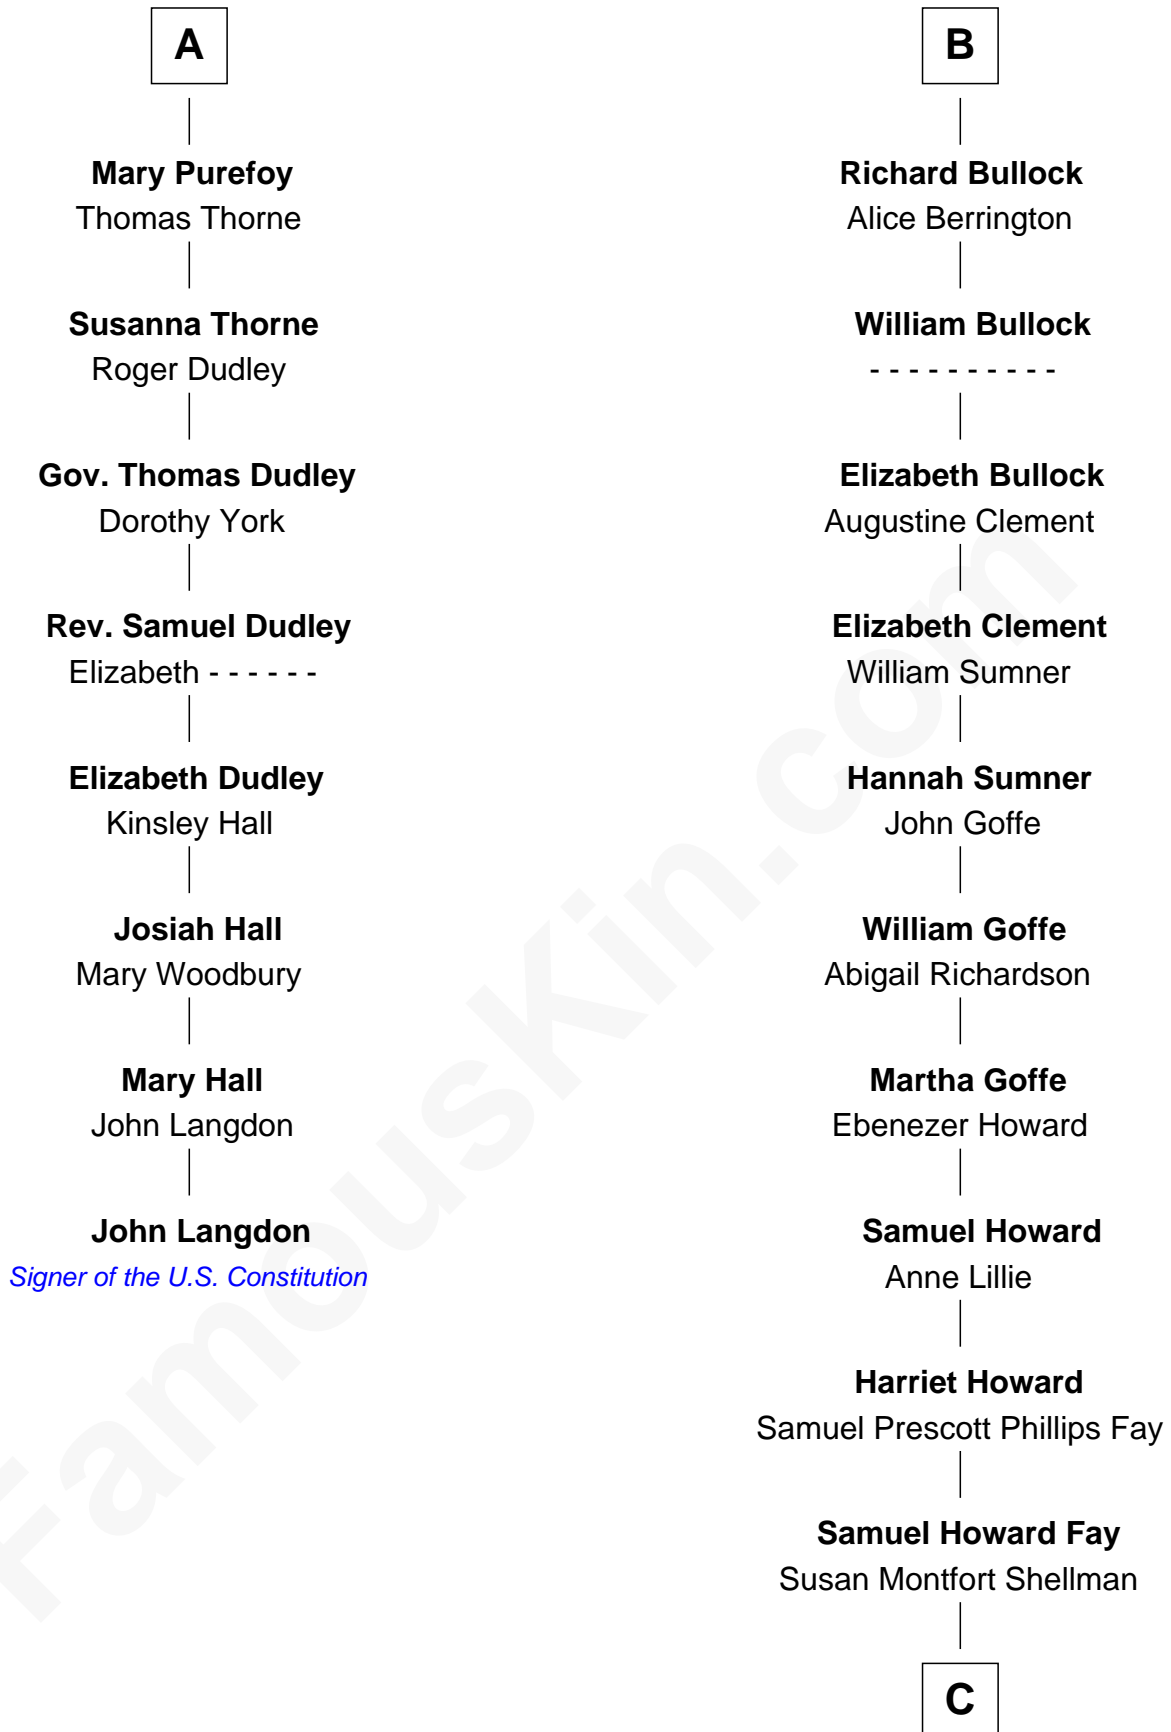 A
Mary Purefoy
Thomas Thorne
Susanna Thorne
Roger Dudley
Gov. Thomas Dudley
Dorothy York
Rev. Samuel Dudley
Elizabeth - - - - - -
Elizabeth Dudley
Kinsley Hall
Josiah Hall
Mary Woodbury
Mary Hall
John Langdon
John Langdon
Signer of the U.S. Constitution
B
Richard Bullock
Alice Berrington
William Bullock
- - - - - - - - - -
Elizabeth Bullock
Augustine Clement
Elizabeth Clement
William Sumner
Hannah Sumner
John Goffe
William Goffe
Abigail Richardson
Martha Goffe
Ebenezer Howard
Samuel Howard
Anne Lillie
Harriet Howard
Samuel Prescott Phillips Fay
Samuel Howard Fay
Susan Montfort Shellman
C
FamousKin.com